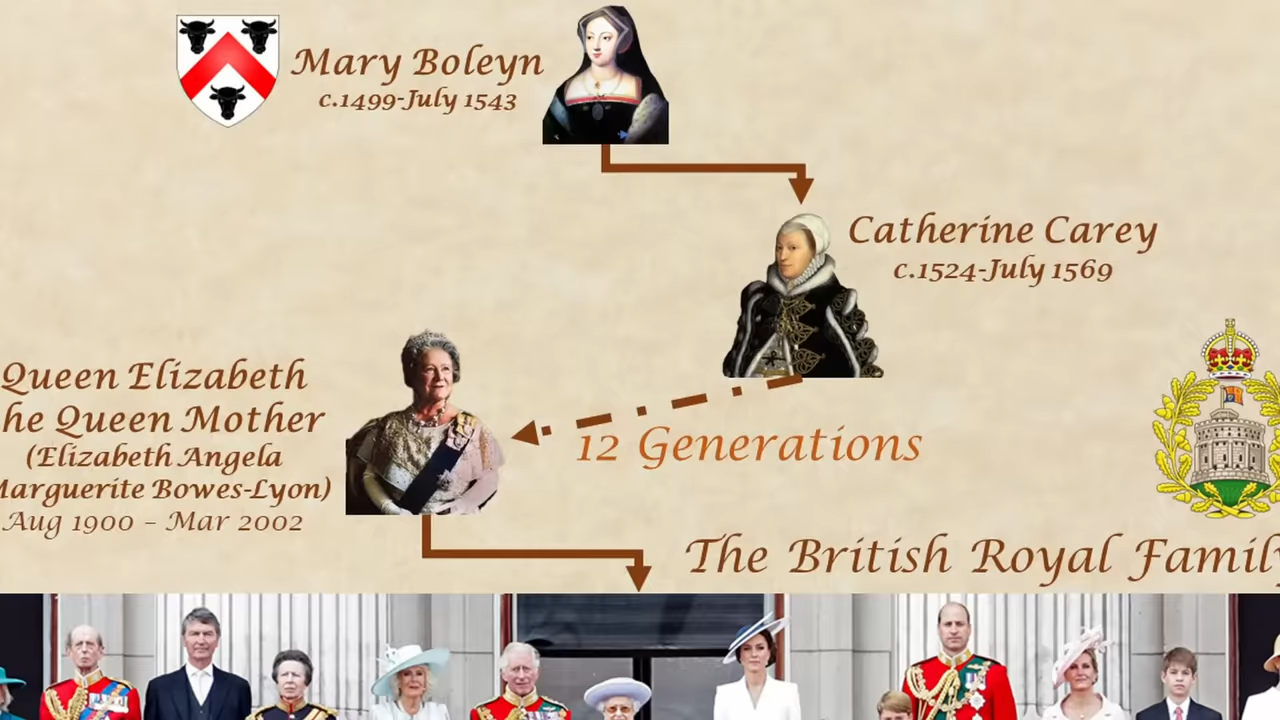 Mary Boleyn
c.1499-July 1543
Catherine Carey
c.1524-July 1569
Queen Elizabeth
he Queen Mother
(Elizabeth Angela
Marguerite Bowes-Lyon)
Aug 1900 – Mar 2002
12 Generations
The British Royal Family